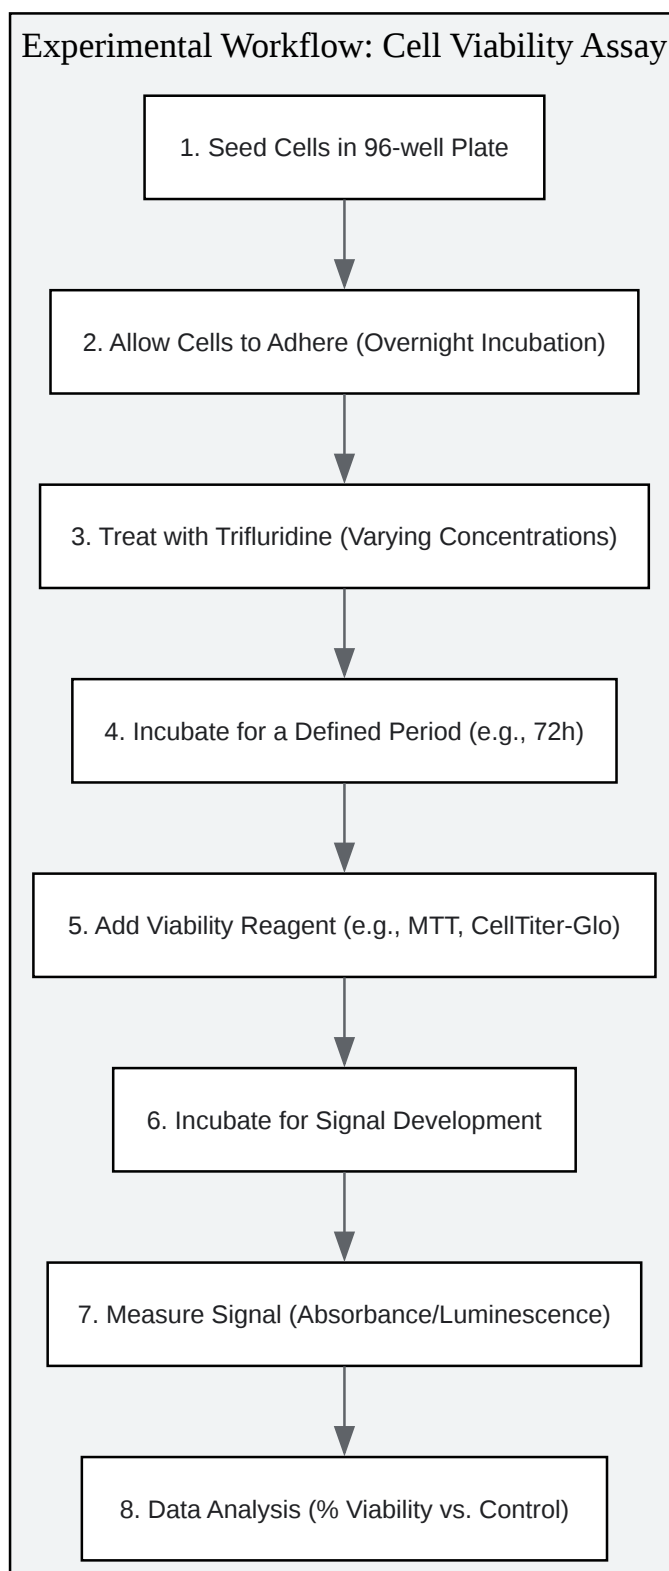 Experimental Workflow: Cell Viability Assay
1. Seed Cells in 96-well Plate
2. Allow Cells to Adhere (Overnight Incubation)
3. Treat with Trifluridine (Varying Concentrations)
4. Incubate for a Defined Period (e.g., 72h)
5. Add Viability Reagent (e.g., MTT, CellTiter-Glo)
6. Incubate for Signal Development
7. Measure Signal (Absorbance/Luminescence)
8. Data Analysis (% Viability vs. Control)